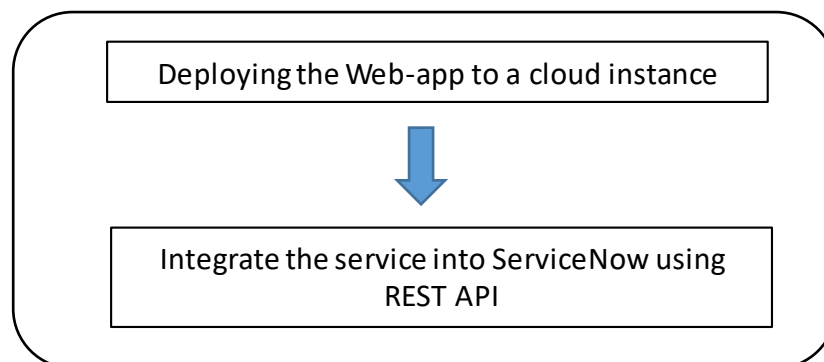 Deploying the Web-app to a cloud instance
Integrate the service into ServiceNow using
REST API